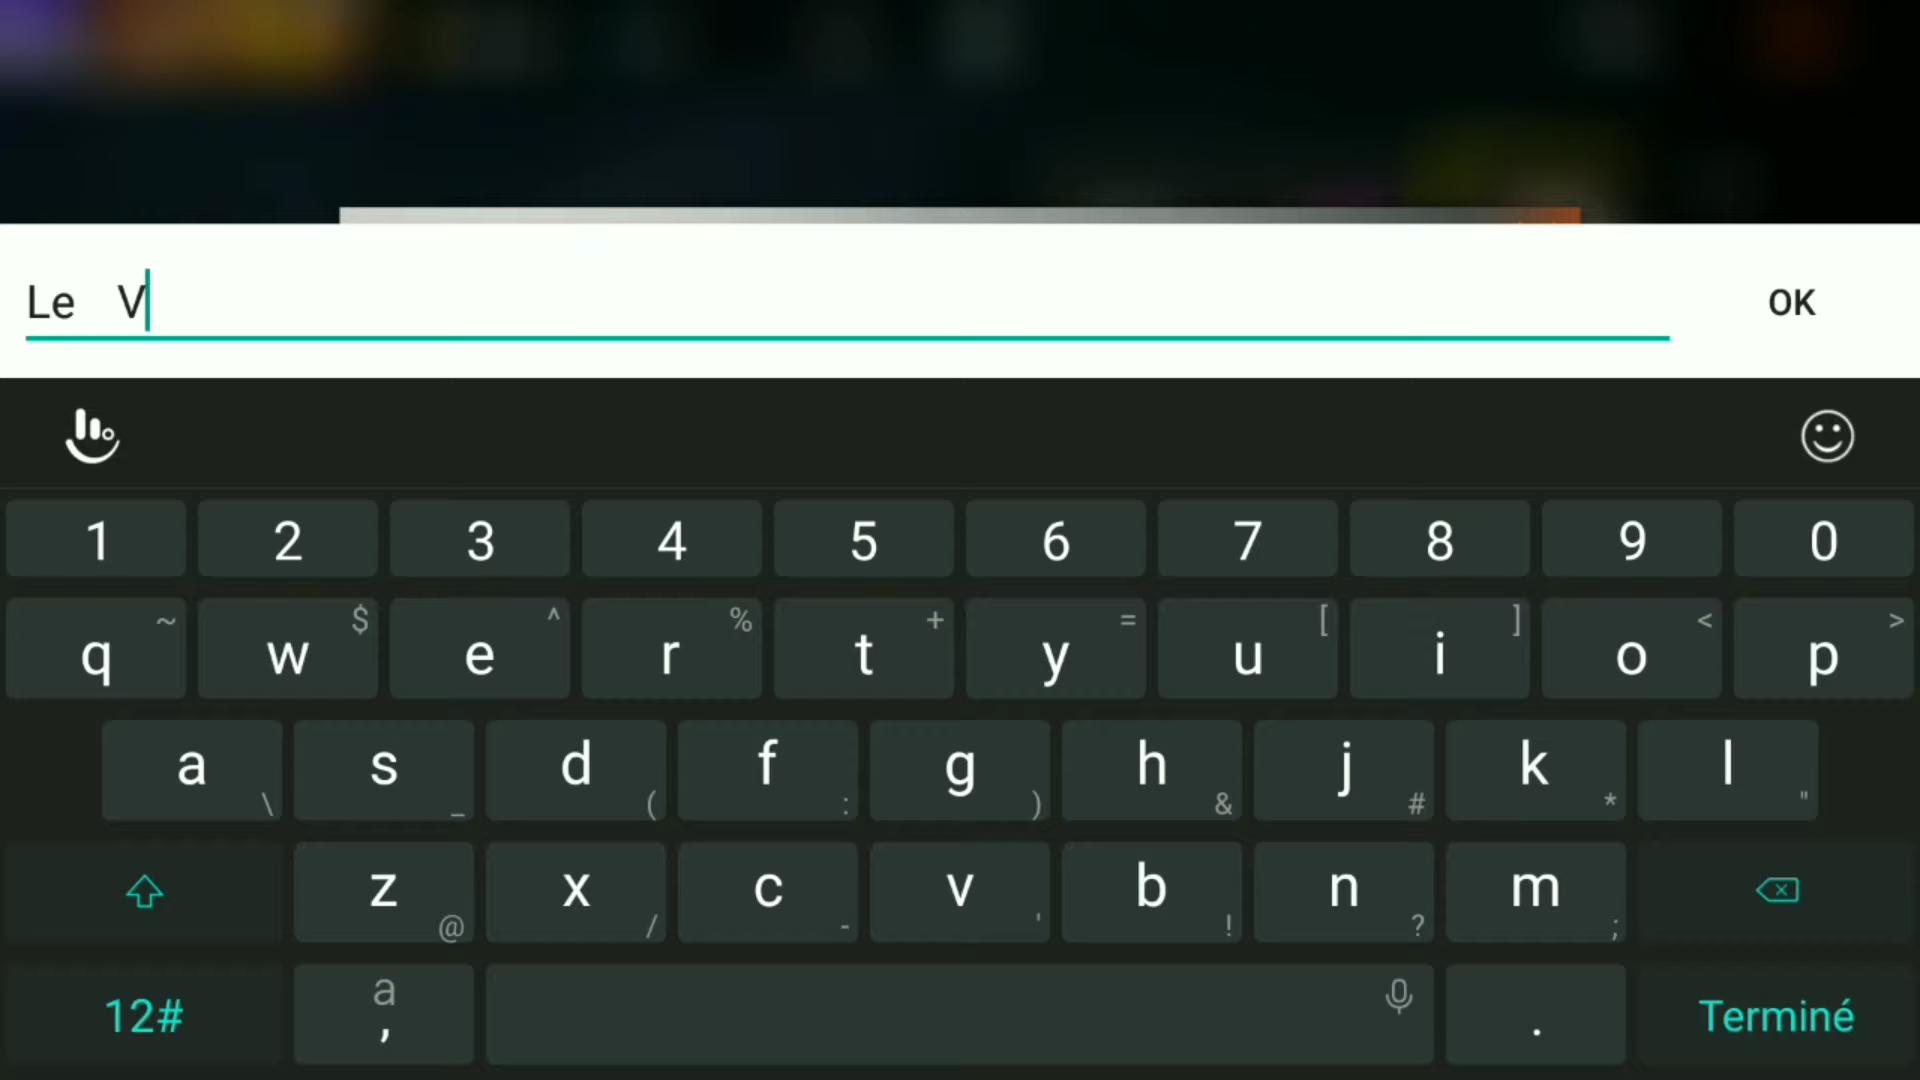 Le   V
OK
1 2 3 4 5 6 7 8 9 0
~ $ ^ % + = [ ] < >
q w e r t y u i o p
a s d f g h j k l
\ _ ( : ) & # * "
z x c v b n m
@ / - ' ! ? ;
12# a , . Terminé